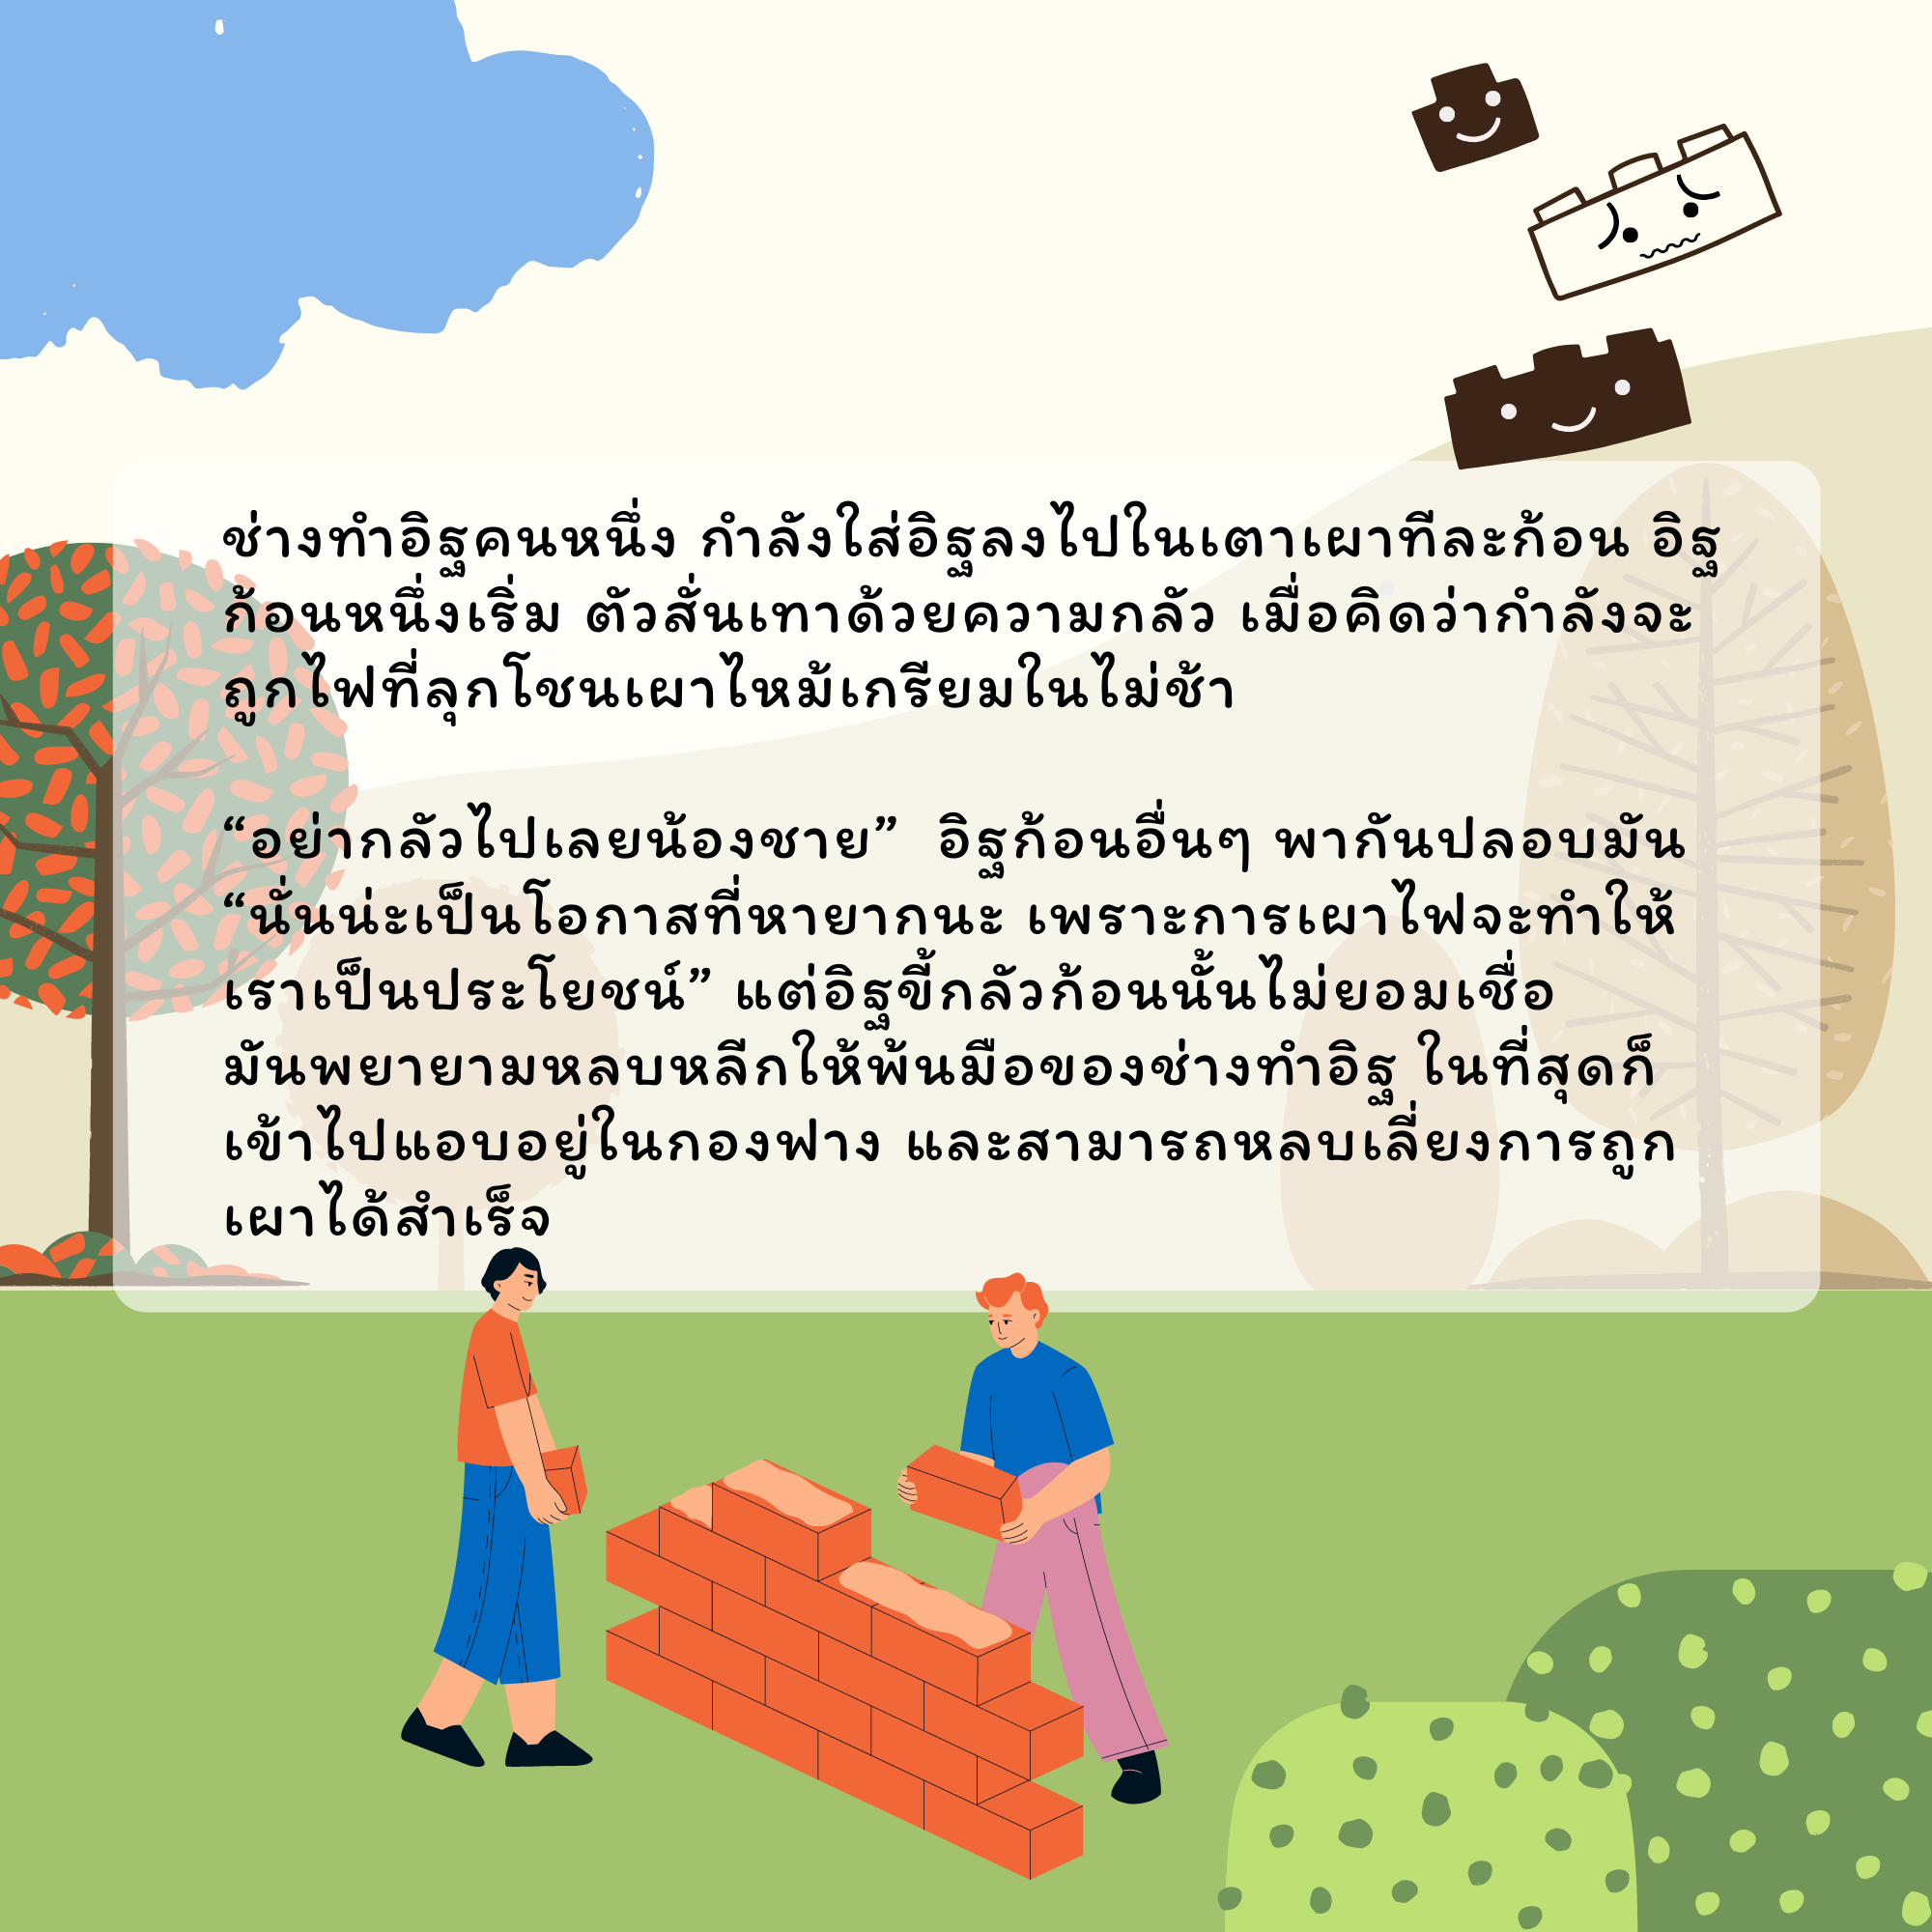 ช่างทำอิฐคนหนึ่ง กำลังใส่อิฐลงไปในเตาเผาทีละก้อน อิฐ
ก้อนหนึ่งเริ่ม ตัวสั่นเทาด้วยความกลัว เมื่อคิดว่ากำลังจะ
ถูกไฟที่ลุกโชนเผาไหม้เกรียมในไม่ช้า
“อย่ากลัวไปเลยน้องชาย”  อิฐก้อนอื่นๆ พากันปลอบมัน
“นั่นน่ะเป็นโอกาสที่หายากนะ เพราะการเผาไฟจะทำให้
เราเป็นประโยชน์” แต่อิฐขี้กลัวก้อนนั้นไม่ยอมเชื่อ
มันพยายามหลบหลีกให้พ้นมือของช่างทำอิฐ ในที่สุดก็
เข้าไปแอบอยู่ในกองฟาง และสามารถหลบเลี่ยงการถูก
เผาได้สำเร็จ